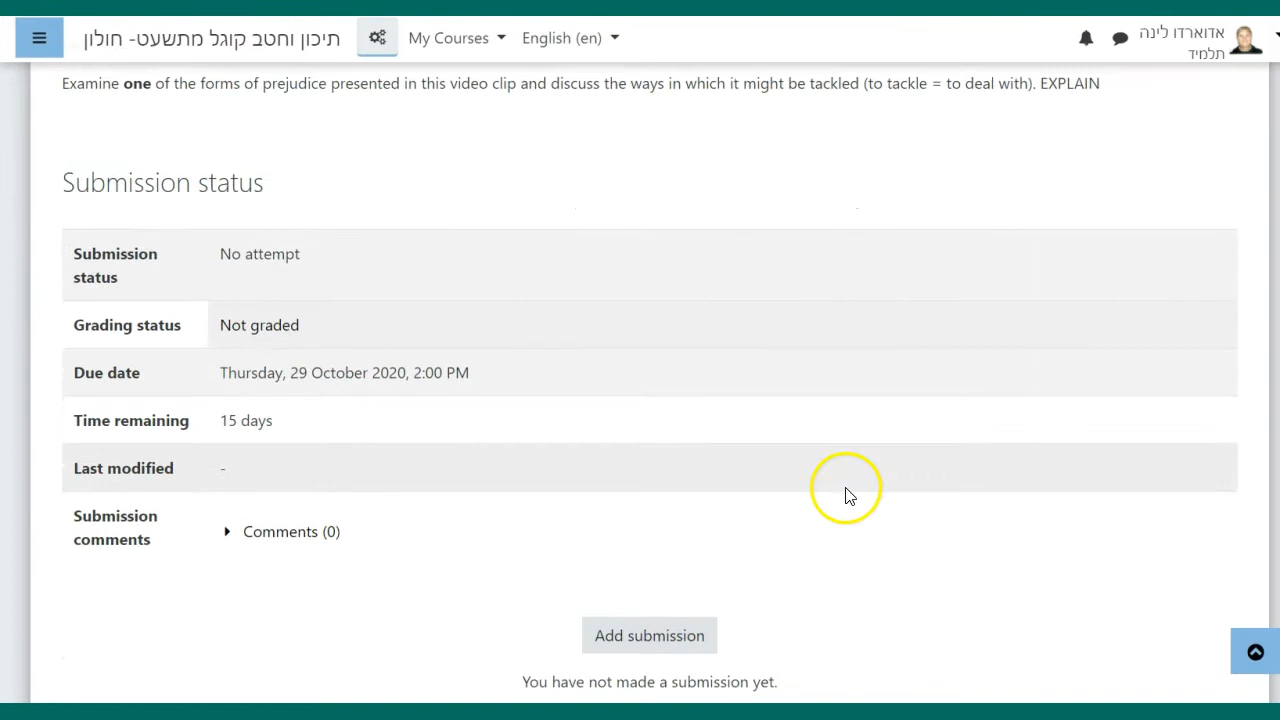 תיכון וחטב קוגל מתשעט- חולון
My Courses
English (en)
אדוארדו לינה
תלמיד
Examine one of the forms of prejudice presented in this video clip and discuss the ways in which it might be tackled (to tackle = to deal with). EXPLAIN
Submission status
Submission status
No attempt
Grading status
Not graded
Due date
Thursday, 29 October 2020, 2:00 PM
Time remaining
15 days
Last modified
-
Submission comments
Comments (0)
Add submission
You have not made a submission yet.